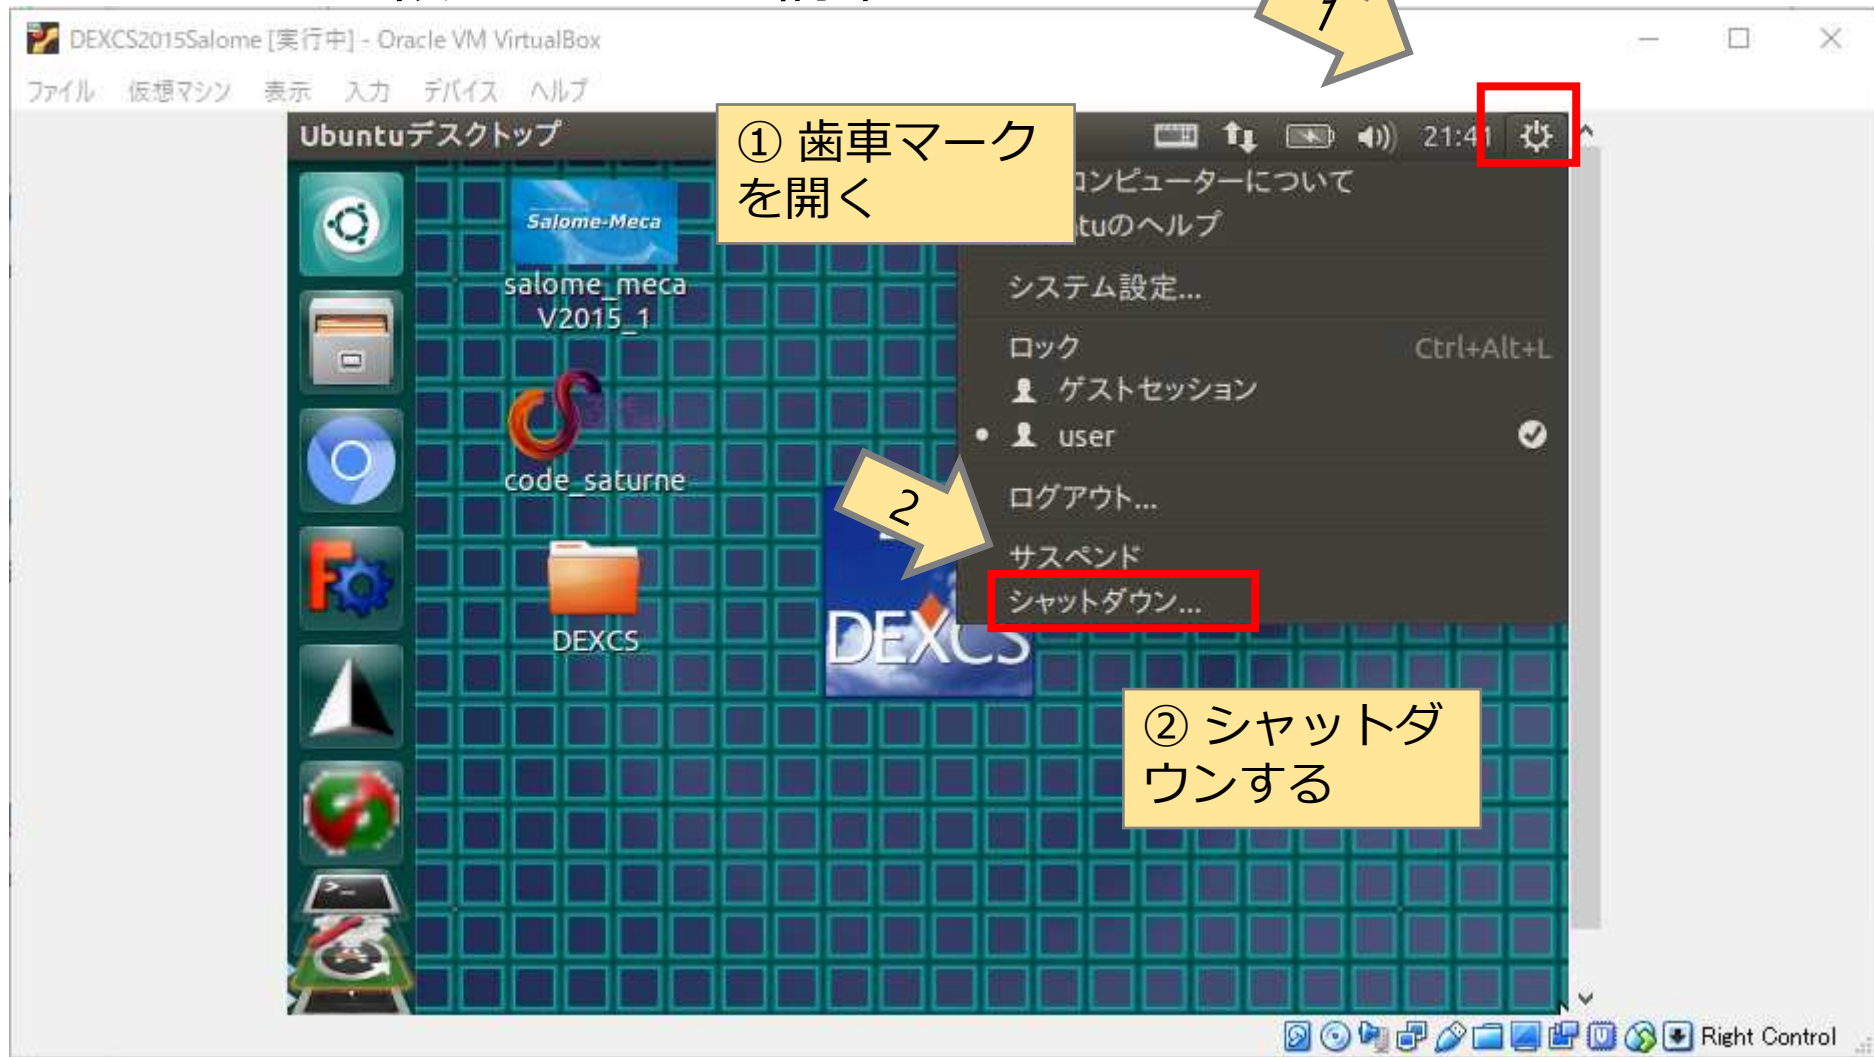 1
DEXCS2015Salome [実行中] - Oracle VM VirtualBox
ファイル 仮想マシン 表示 入力 デバイス ヘルプ
Ubuntuデスクトップ
21:41
① 歯車マーク
を開く
コンピューターについて
tuのヘルプ
システム設定...
ロック Ctrl+Alt+L
ゲストセッション
user
ログアウト...
サスペンド
シャットダウン...
2
Salome-Meca
salome_meca
V2015_1
code_saturne
DEXCS
DEXCS
② シャットダ
ウンする
Right Control